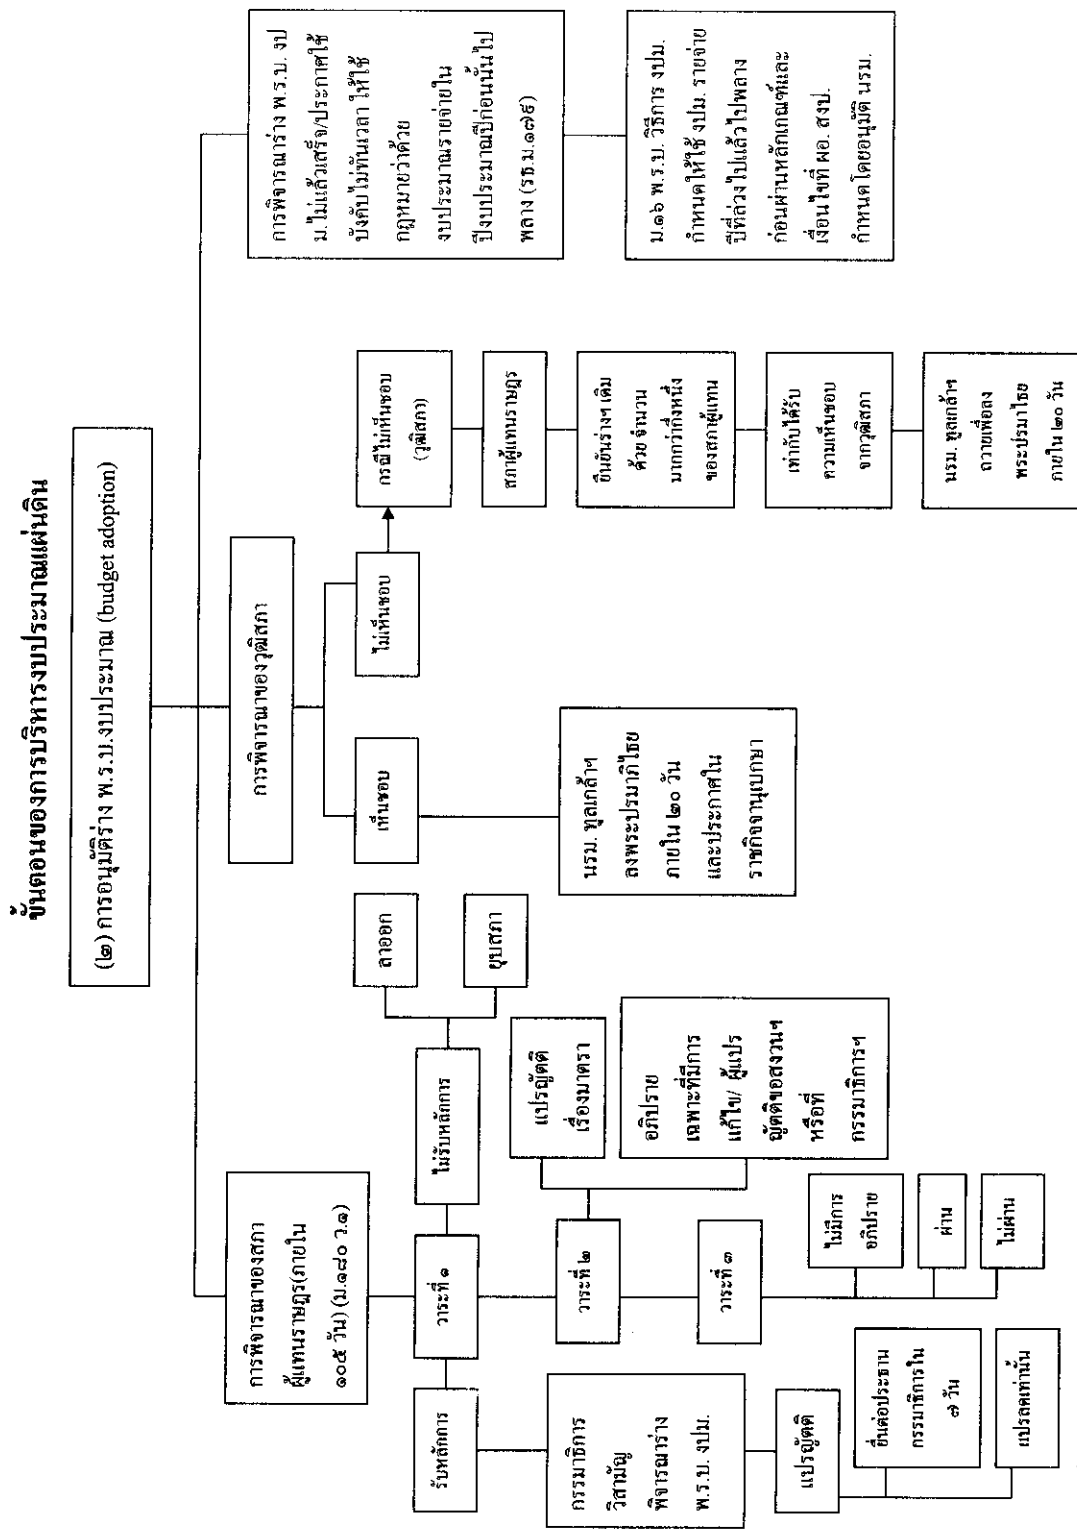 ขั้นตอนของการบริหารงบประมาณแผ่นดิน
(๒) การอนุมัติร่าง พ.ร.บ.งบประมาณ (budget adoption)
การพิจารณาของสภา
ผู้แทนราษฎร(ภายใน
๑๐๕ วัน) (ม.๑๘๐ ว.๑)
รับหลักการ
วาระที่ ๑
ไม่รับหลักการ
ลาออก
ยุบสภา
กรรมาธิการ
วิสามัญ
พิจารณร่าง
พ.ร.บ. งปม.
แปรญัตติ
ยื่นต่อประธาน
กรรมาธิการใน
๗ วัน
แปรลดเท่านั้น
วาระที่ ๒
แปรญัตติ
เรื่องมาตรา
อภิปราย
เฉพาะที่มีการ
แก้ไข/ ผู้แปร
ญัตติขอสงวนฯ
หรือที่
กรรมาธิการฯ
วาระที่ ๓
ไม่มีการ
อภิปราย
ผ่าน
ไม่ผ่าน
การพิจารณาของวุฒิสภา
เห็นชอบ
นรม. ทูลเกล้าฯ
ลงพระปรมาภิไธย
ภายใน ๒๐ วัน
และประกาศใน
ราชกิจจานุเบกษา
ไม่เห็นชอบ
กรณีไม่เห็นชอบ
(วุฒิสภา)
สภาผู้แทนราษฎร
ยืนยันร่างฯ เดิม
ด้วย จำนวน
มากกว่ากึ่งหนึ่ง
ของสภาผู้แทน
เท่ากับได้รับ
ความเห็นชอบ
จากวุฒิสภา
นรม. ทูลเกล้าฯ
ถวายเพื่อลง
พระปรมาไธย
ภายใน ๒๐ วัน
การพิจารณาร่าง พ.ร.บ. งป
ม.ไม่แล้วเสร็จ/ประกาศใช้
บังคับไม่ทันเวลา ให้ใช้
กฎหมายว่าด้วย
งบประมาณรายจ่ายใน
ปีงบประมาณปีก่อนนั้นไป
พลาง (รธ.ม.๑๗๙)
ม.๑๖ พ.ร.บ. วิธีการ งปม.
กำหนดให้ใช้ งปม. รายจ่าย
ปีที่ล่วงไปแล้วไปพลาง
ก่อนผ่านหลักเกณฑ์และ
เงื่อนไขที่ ผอ. สงป.
กำหนดโดยอนุมัติ นรม.